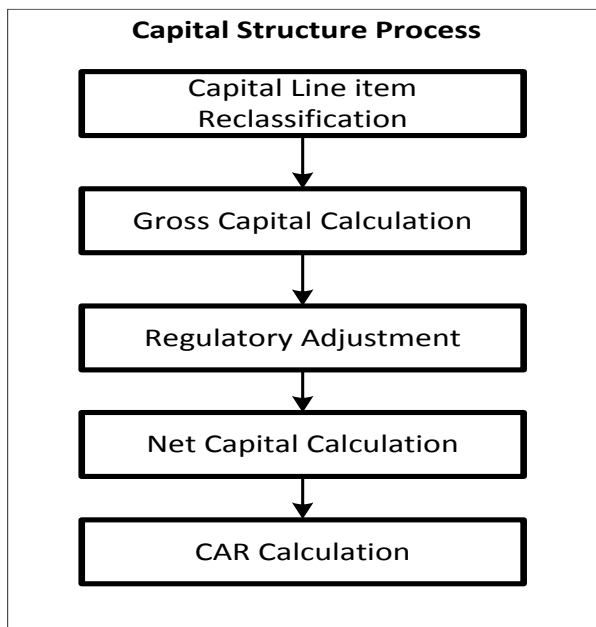 Capital Structure Process
Capital Line item
Reclassification
Gross Capital Calculation
Regulatory Adjustment
Net Capital Calculation
CAR Calculation